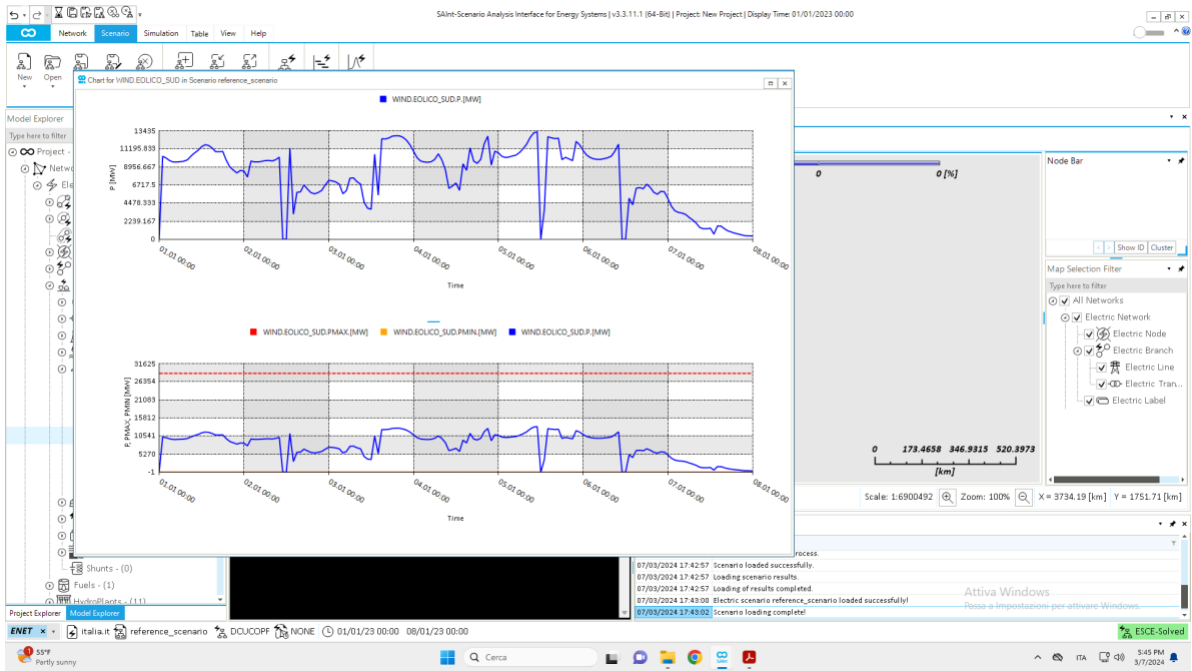 SAInt-Scenario Analysis Interface for Energy Systems | v3.3.11.1 (64-Bit) | Project: New Project | Display Time: 01/01/2023 00:00
Network Scenario Simulation Table View Help
New Open
Chart for WIND.EOLICO_SUD in Scenario reference_scenario
WIND.EOLICO_SUD.P.[MW]
P [MW]
13435
11195.833
8956.667
6717.5
4478.333
2239.167
0
01.01 00:00 02.01 00:00 03.01 00:00 04.01 00:00 05.01 00:00 06.01 00:00 07.01 00:00 08.01 00:00
Time
WIND.EOLICO_SUD.PMAX.[MW] WIND.EOLICO_SUD.PMIN.[MW] WIND.EOLICO_SUD.P.[MW]
P, PMAX, PMIN [MW]
31625
26354
21083
15812
10541
5270
-1
01.01 00:00 02.01 00:00 03.01 00:00 04.01 00:00 05.01 00:00 06.01 00:00 07.01 00:00 08.01 00:00
Time
Model Explorer
Type here to filter
Project -
Netwo
Ele
Shunts - (0)
Fuels - (1)
HydroPlants - (11)
Project Explorer Model Explorer
0 0 [%]
0 173.4658 346.9315 520.3973
[km]
Scale: 1:6900492 Zoom: 100% X = 3734.19 [km] Y = 1751.71 [km]
Node Bar
Show ID Cluster
Map Selection Filter
Type here to filter
All Networks
Electric Network
Electric Node
Electric Branch
Electric Line
Electric Tran...
Electric Label
rocess.
07/03/2024 17:42:57 Scenario loaded successfully.
07/03/2024 17:42:57 Loading scenario results.
07/03/2024 17:42:57 Loading of results completed.
07/03/2024 17:43:00 Electric scenario reference_scenario loaded successfully!
07/03/2024 17:43:02 Scenario loading complete!
Attiva Windows
Passa a Impostazioni per attivare Windows.
ENET italia.it reference_scenario DCUCOPF NONE 01/01/23 00:00 08/01/23 00:00 ESCE-Solved
55°F
Partly sunny
Cerca
ITA
5:45 PM
3/7/2024